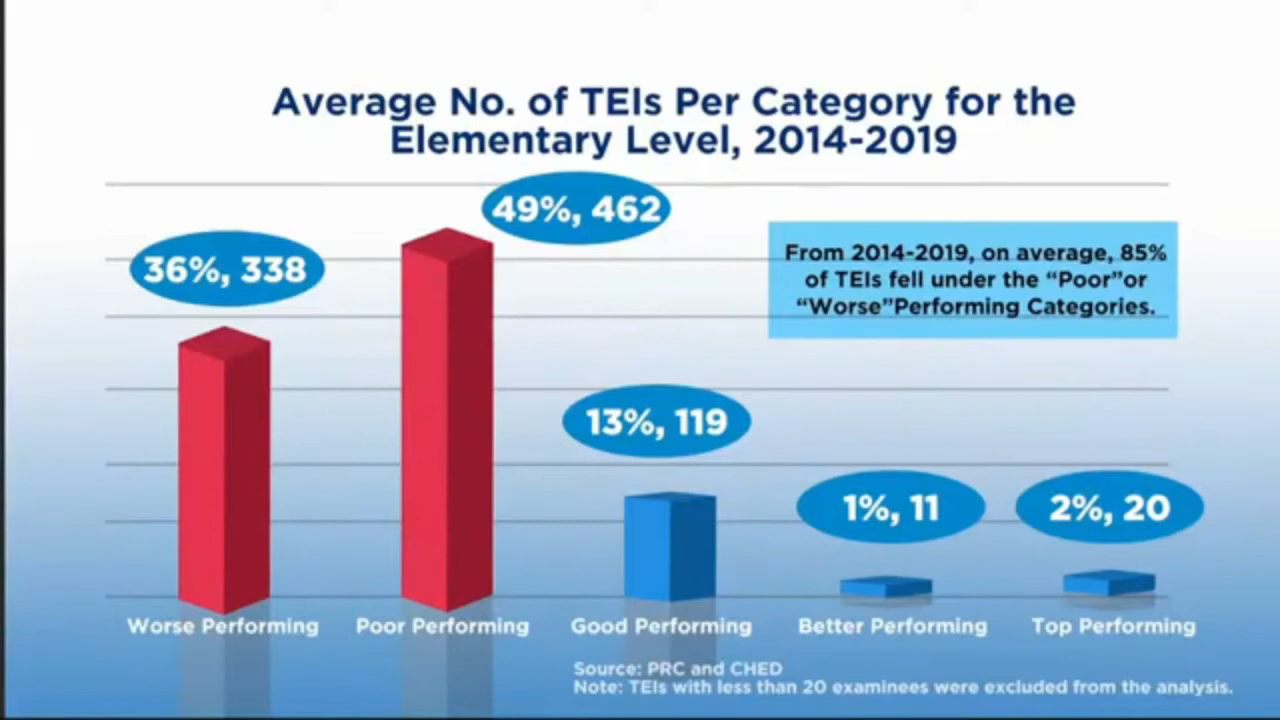 Average No. of TEIs Per Category for the
Elementary Level, 2014-2019
49%, 462
36%, 338
From 2014-2019, on average, 85%
of TEIs fell under the “Poor”or
“Worse”Performing Categories.
13%, 119
1%, 11
2%, 20
Worse Performing
Poor Performing
Good Performing
Better Performing
Top Performing
Source: PRC and CHED
Note: TEIs with less than 20 examinees were excluded from the analysis.